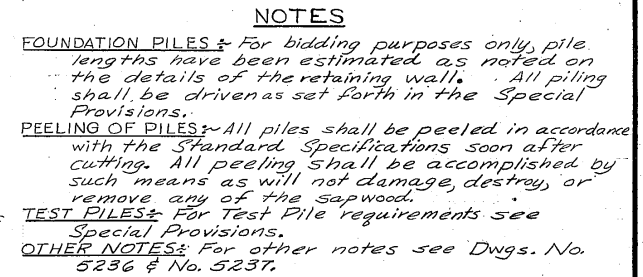 NOTES
FOUNDATION PILES:- For bidding purposes only, pile
lengths have been estimated as noted on
the details of the retaining wall. All piling
shall be driven as set forth in the Special
Provisions.
PEELING OF PILES:- All piles shall be peeled in accordance
with the Standard Specifications soon after
cutting. All peeling shall be accomplished by
such means as will not damage, destroy, or
remove any of the sapwood.
TEST PILES:- For Test Pile requirements see
Special Provisions.
OTHER NOTES:- For other notes see Dwgs. No.
5236 & No. 5237.